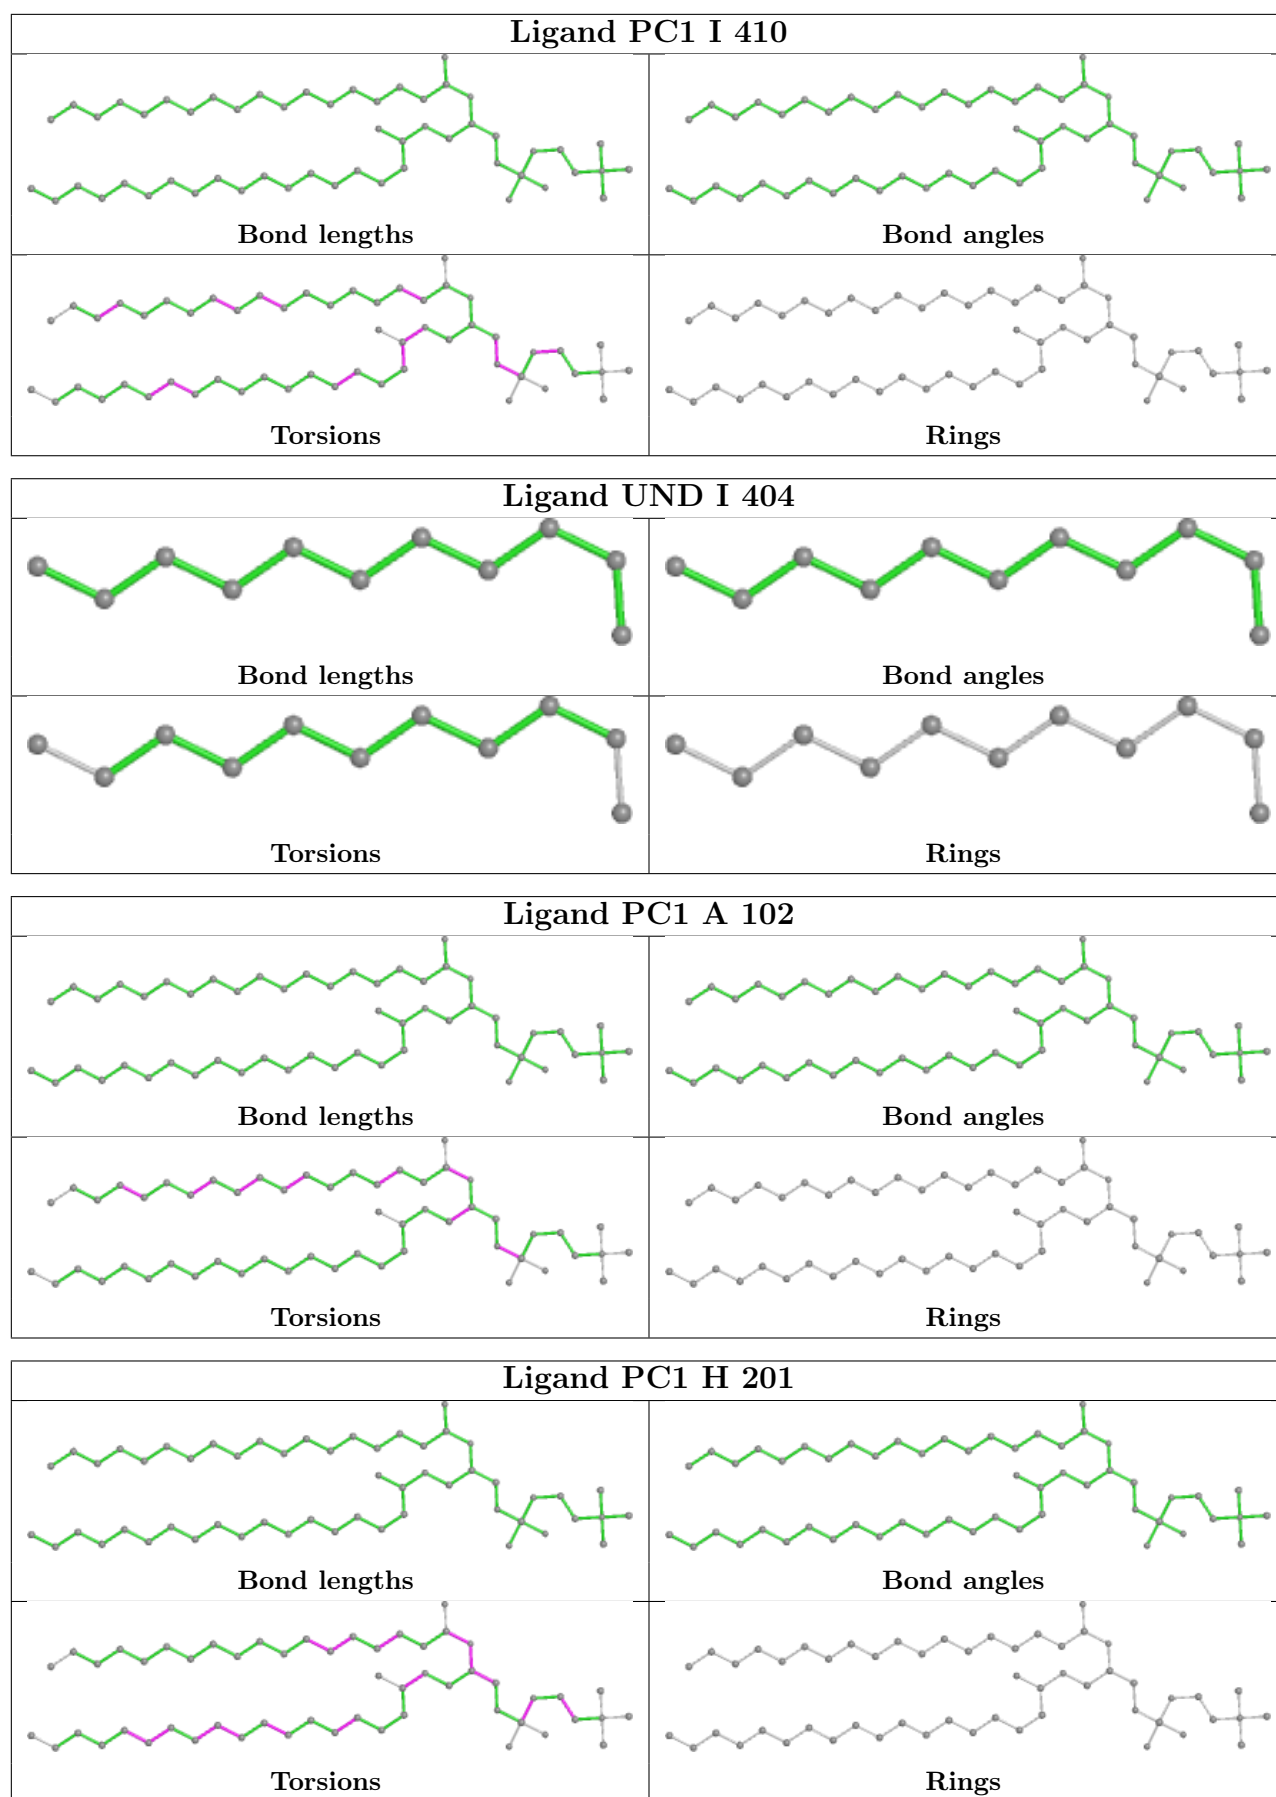 Ligand PC1 I 410
Bond lengths
Bond angles
Torsions
Rings
Ligand UND I 404
Bond lengths
Bond angles
Torsions
Rings
Ligand PC1 A 102
Bond lengths
Bond angles
Torsions
Rings
Ligand PC1 H 201
Bond lengths
Bond angles
Torsions
Rings